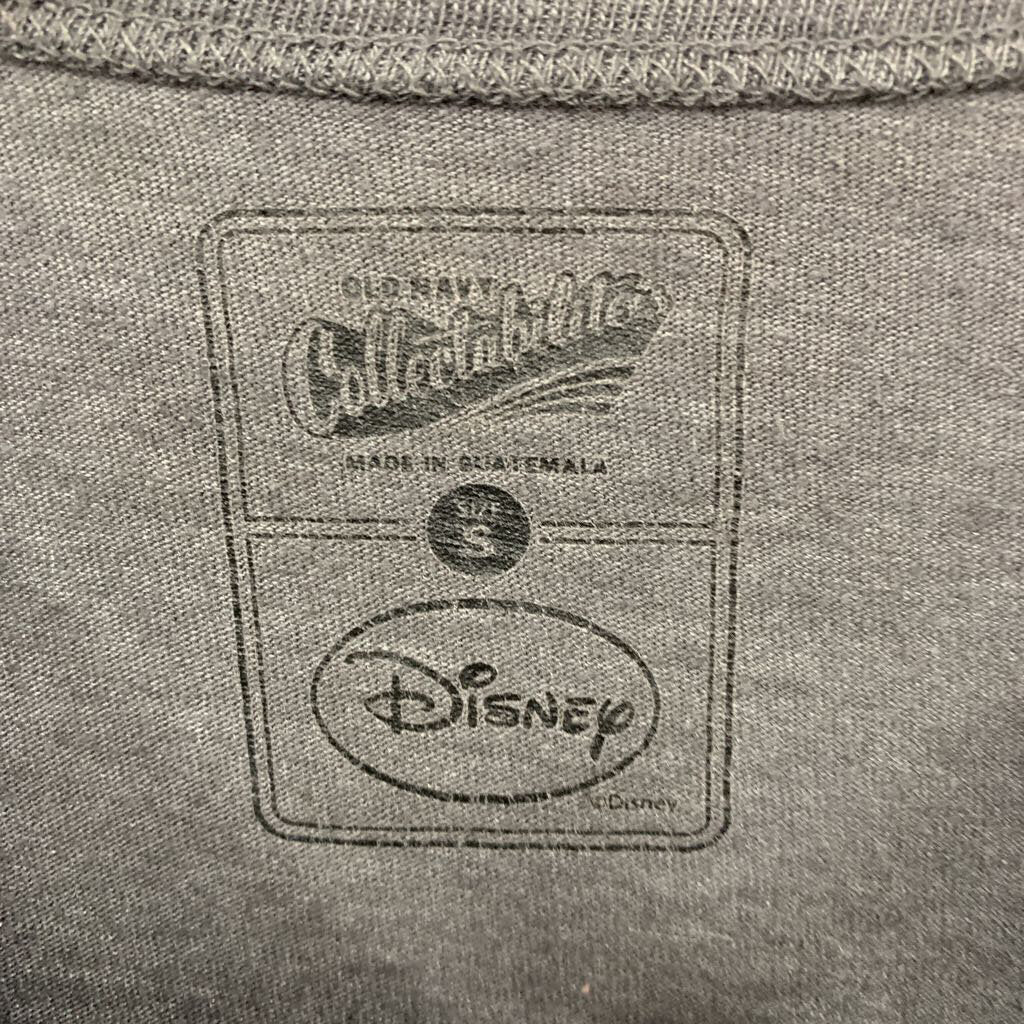 OLD NAVY
Collectabilitees
MADE IN GUATEMALA
SIZE
S
Disney
©Disney